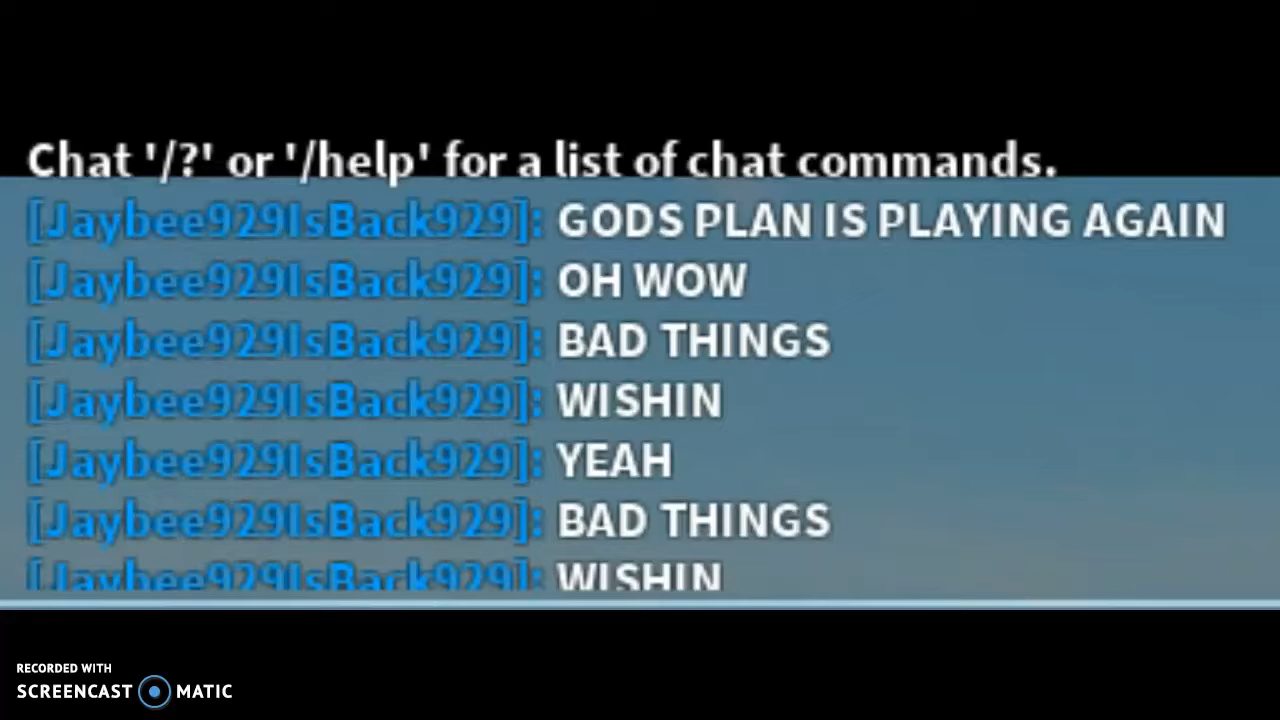 Chat '/?' or '/help' for a list of chat commands.
[Jaybee929IsBack929]: GODS PLAN IS PLAYING AGAIN
[Jaybee929IsBack929]: OH WOW
[Jaybee929IsBack929]: BAD THINGS
[Jaybee929IsBack929]: WISHIN
[Jaybee929IsBack929]: YEAH
[Jaybee929IsBack929]: BAD THINGS
[Jaybee929IsBack929]: WISHIN
RECORDED WITH
SCREENCAST MATIC